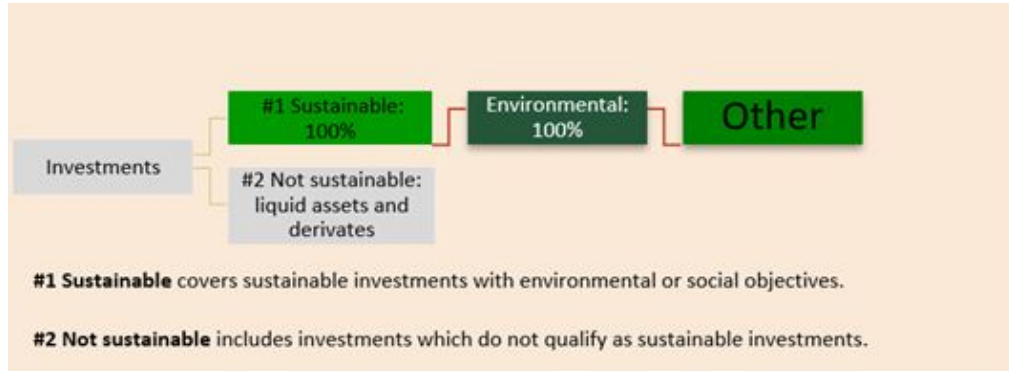 #1 Sustainable:
100%
Environmental:
100%
Other
Investments
#2 Not sustainable:
liquid assets and
derivates
#1 Sustainable covers sustainable investments with environmental or social objectives.
#2 Not sustainable includes investments which do not qualify as sustainable investments.